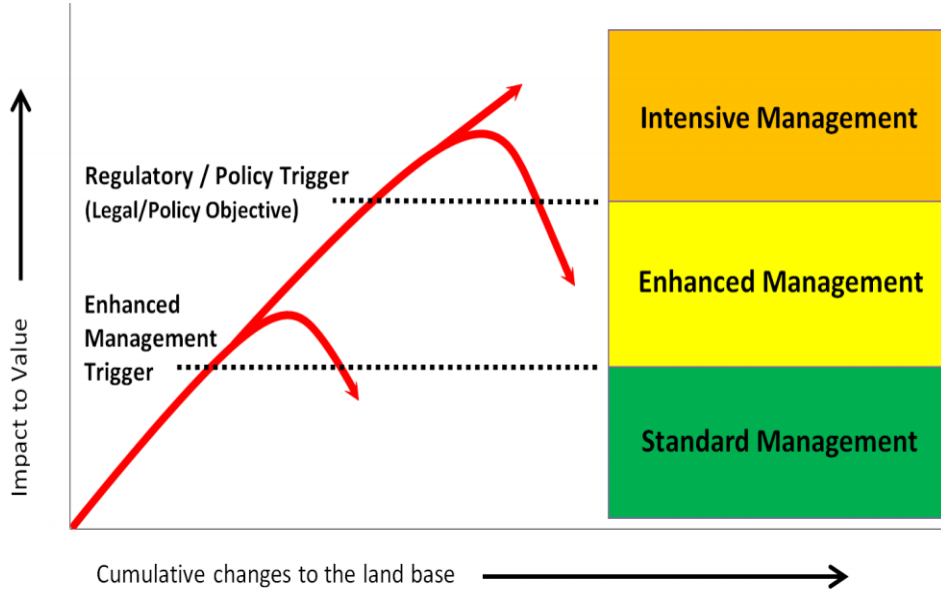 Intensive Management
Regulatory / Policy Trigger
(Legal/Policy Objective)
Enhanced Management
Enhanced
Management
Trigger
Standard Management
Impact to Value
Cumulative changes to the land base